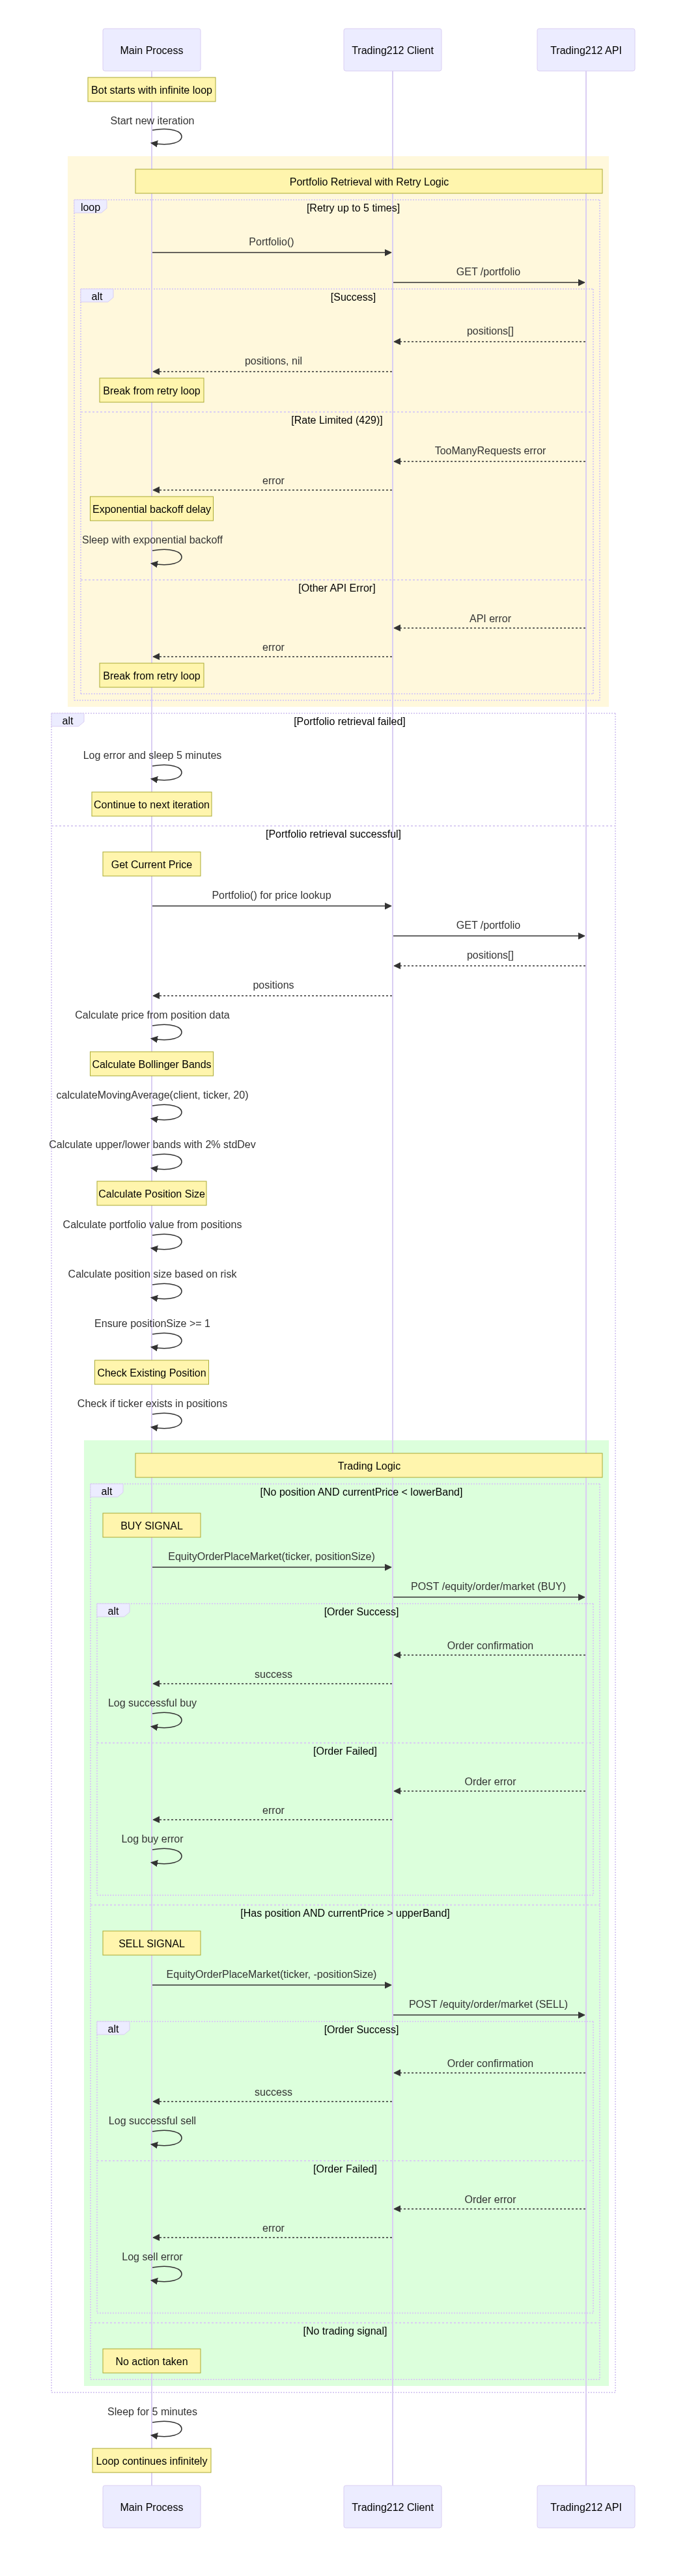 Main Process
Trading212 Client
Trading212 API
Bot starts with infinite loop
Start new iteration
Portfolio Retrieval with Retry Logic
loop
[Retry up to 5 times]
Portfolio()
GET /portfolio
alt
[Success]
positions[]
positions, nil
Break from retry loop
[Rate Limited (429)]
TooManyRequests error
error
Exponential backoff delay
Sleep with exponential backoff
[Other API Error]
API error
error
Break from retry loop
alt
[Portfolio retrieval failed]
Log error and sleep 5 minutes
Continue to next iteration
[Portfolio retrieval successful]
Get Current Price
Portfolio() for price lookup
GET /portfolio
positions[]
positions
Calculate price from position data
Calculate Bollinger Bands
calculateMovingAverage(client, ticker, 20)
Calculate upper/lower bands with 2% stdDev
Calculate Position Size
Calculate portfolio value from positions
Calculate position size based on risk
Ensure positionSize >= 1
Check Existing Position
Check if ticker exists in positions
Trading Logic
alt
[No position AND currentPrice < lowerBand]
BUY SIGNAL
EquityOrderPlaceMarket(ticker, positionSize)
POST /equity/order/market (BUY)
alt
[Order Success]
Order confirmation
success
Log successful buy
[Order Failed]
Order error
error
Log buy error
[Has position AND currentPrice > upperBand]
SELL SIGNAL
EquityOrderPlaceMarket(ticker, -positionSize)
POST /equity/order/market (SELL)
alt
[Order Success]
Order confirmation
success
Log successful sell
[Order Failed]
Order error
error
Log sell error
[No trading signal]
No action taken
Sleep for 5 minutes
Loop continues infinitely
Main Process
Trading212 Client
Trading212 API